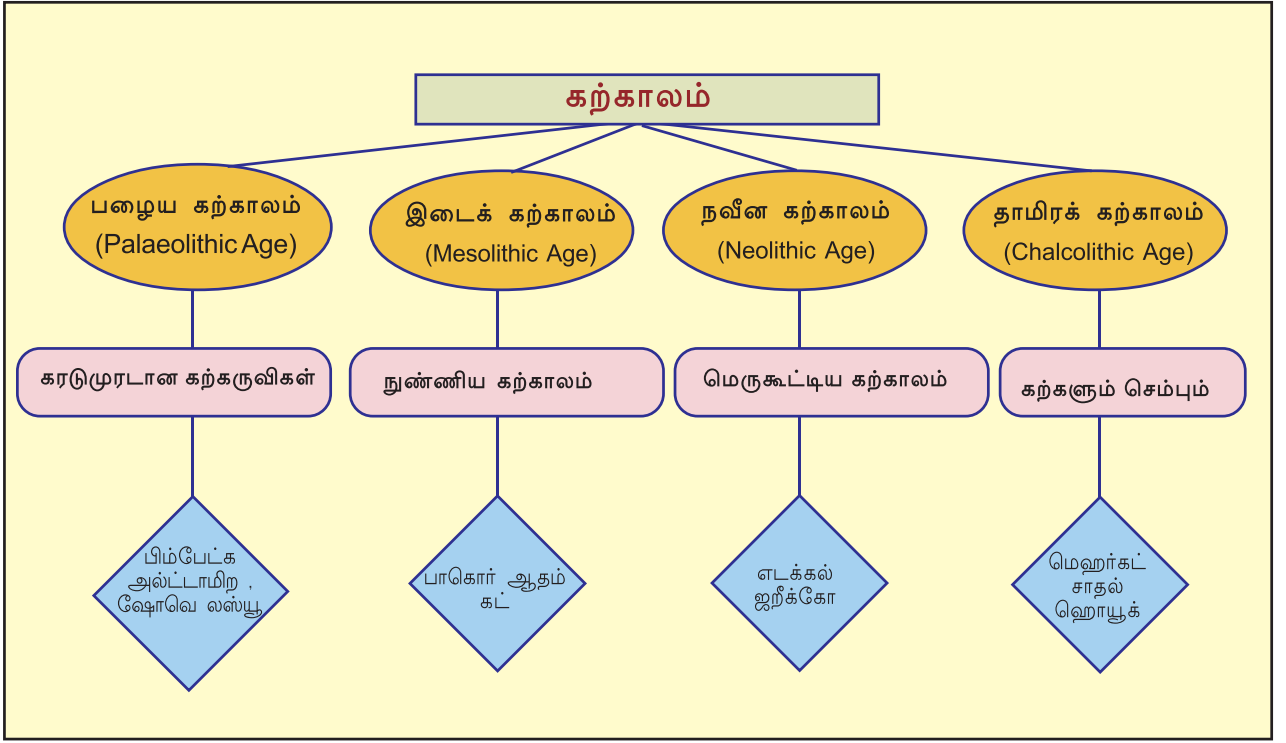 கற்காலம்
பழைய கற்காலம்
(Palaeolithic Age)
இடைக் கற்காலம்
(Mesolithic Age)
நவீன கற்காலம்
(Neolithic Age)
தாமிரக் கற்காலம்
(Chalcolithic Age)
கரடுமுரடான கற்கருவிகள்
நுண்ணிய கற்காலம்
மெருகூட்டிய கற்காலம்
கற்களும் செம்பும்
பிம்பேட்க
அல்ட்டாமிற ,
ஷோவெ லஸ்யூ
பாகொர் ஆதம்
கட்
எடக்கல்
ஜறீக்கோ
மெஹர்கட்
சாதல்
ஹொயூக்